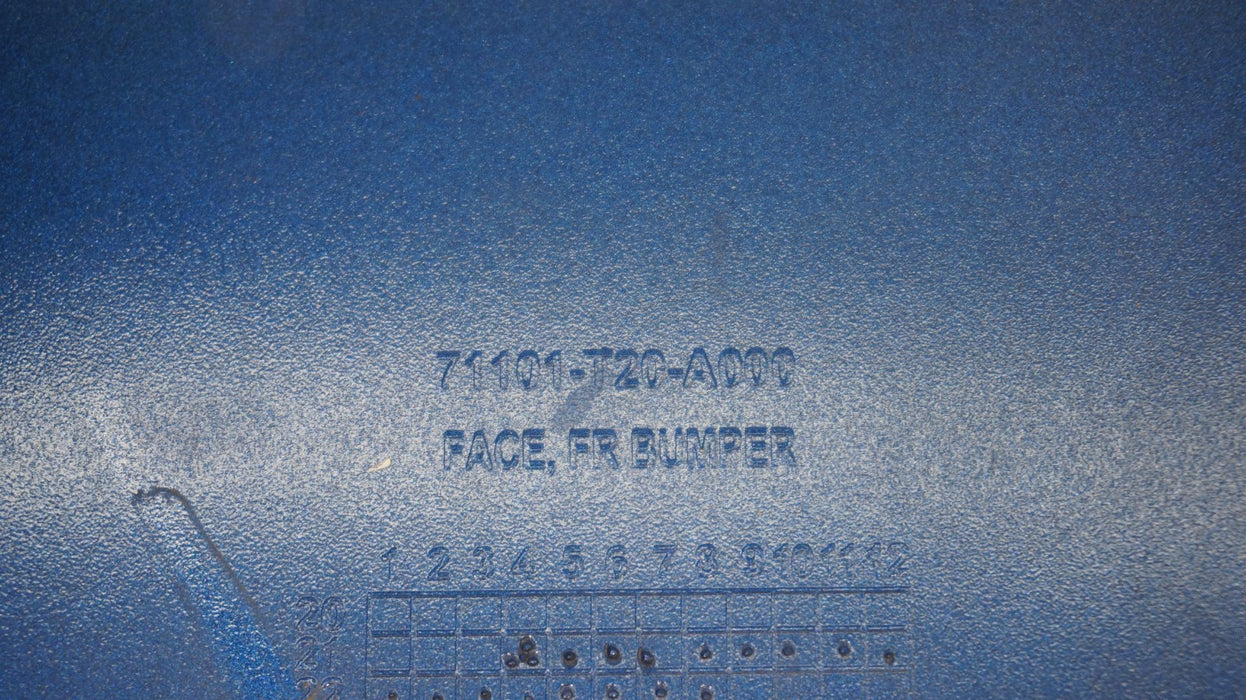 71101-T20-A000
FACE, FR BUMPER
1 2 3 4 5 6 7 8 9 10 11 12
20
21